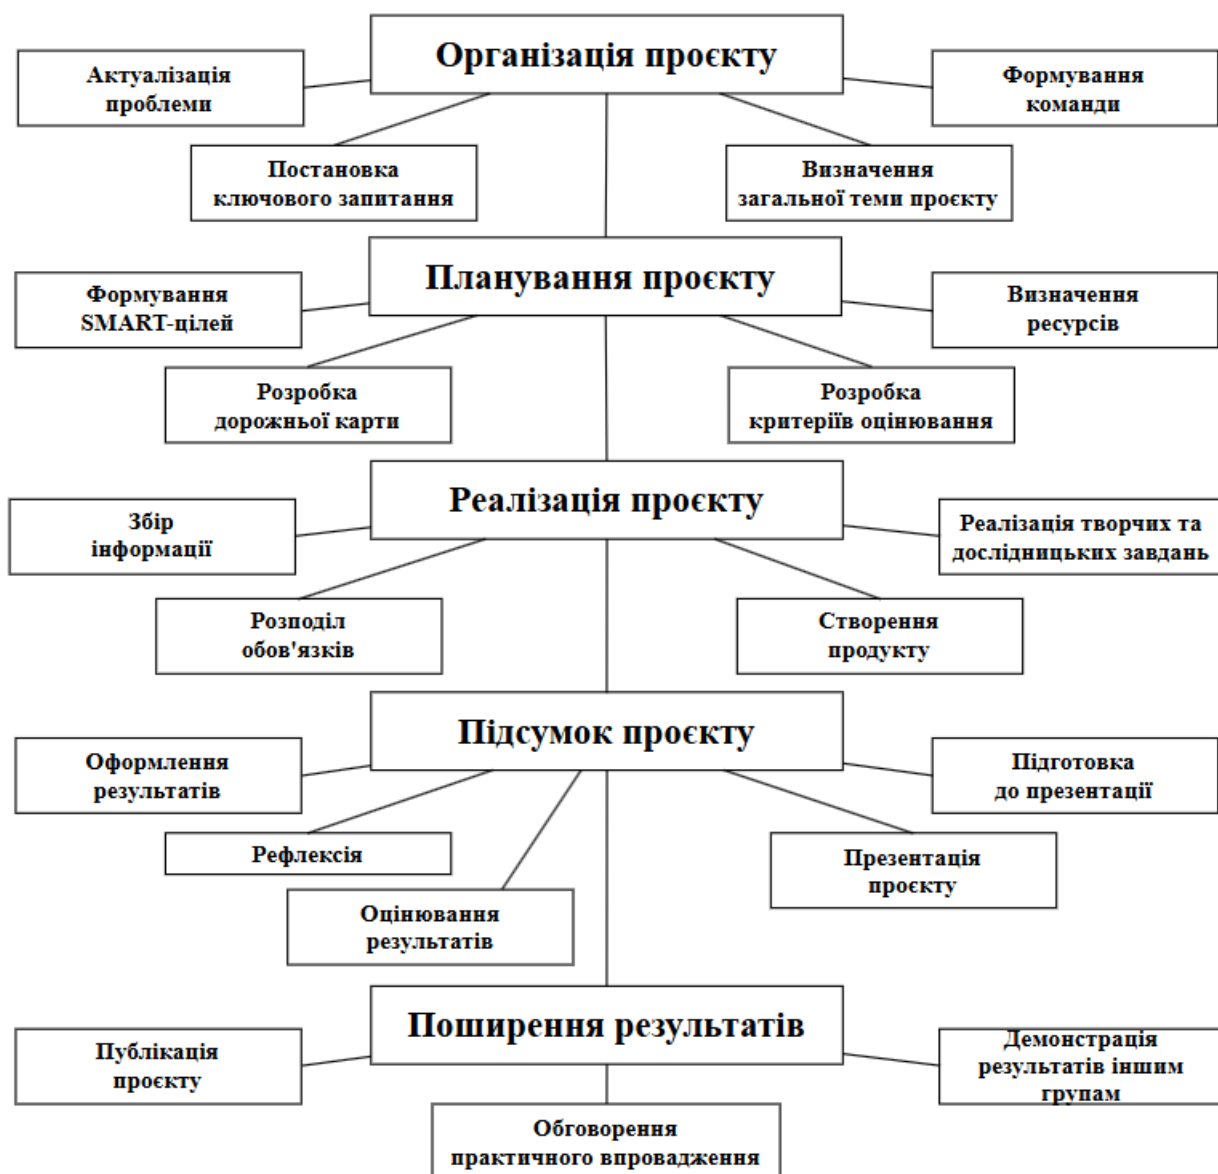 Організація проєкту
Актуалізація
проблеми
Формування
команди
Постановка
ключового запитання
Визначення
загальної теми проєкту
Планування проєкту
Формування
SMART-цілей
Визначення
ресурсів
Розробка
дорожньої карти
Розробка
критеріїв оцінювання
Реалізація проєкту
Збір
інформації
Реалізація творчих та
дослідницьких завдань
Розподіл
обов'язків
Створення
продукту
Підсумок проєкту
Оформлення
результатів
Підготовка
до презентації
Рефлексія
Презентація
проєкту
Оцінювання
результатів
Поширення результатів
Публікація
проєкту
Демонстрація
результатів іншим
групам
Обговорення
практичного впровадження